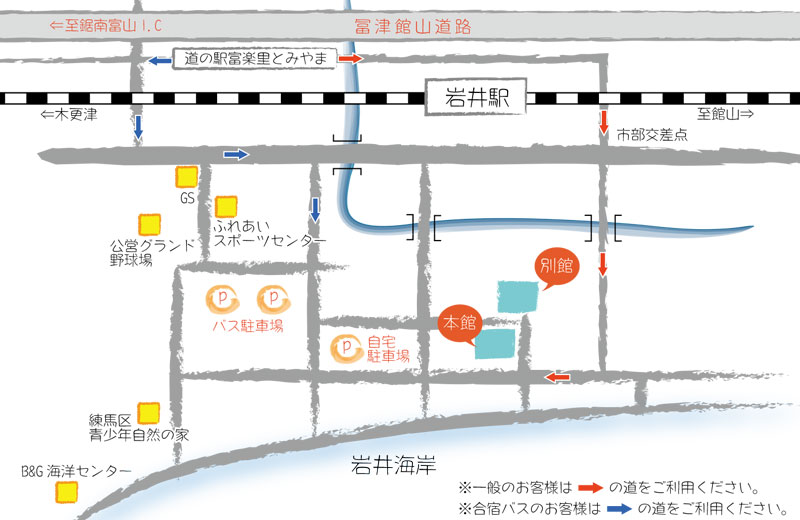 ⇐至鋸南富山I.C
富津館山道路
道の駅富楽里とみやま
岩井駅
⇐木更津
至館山⇒
市部交差点
GS
ふれあい
スポーツセンター
公営グランド
野球場
別館
P
P
バス駐車場
本館
P
自宅
駐車場
練馬区
青少年自然の家
岩井海岸
B&G 海洋センター
※一般のお客様は の道をご利用ください。
※合宿バスのお客様は の道をご利用ください。